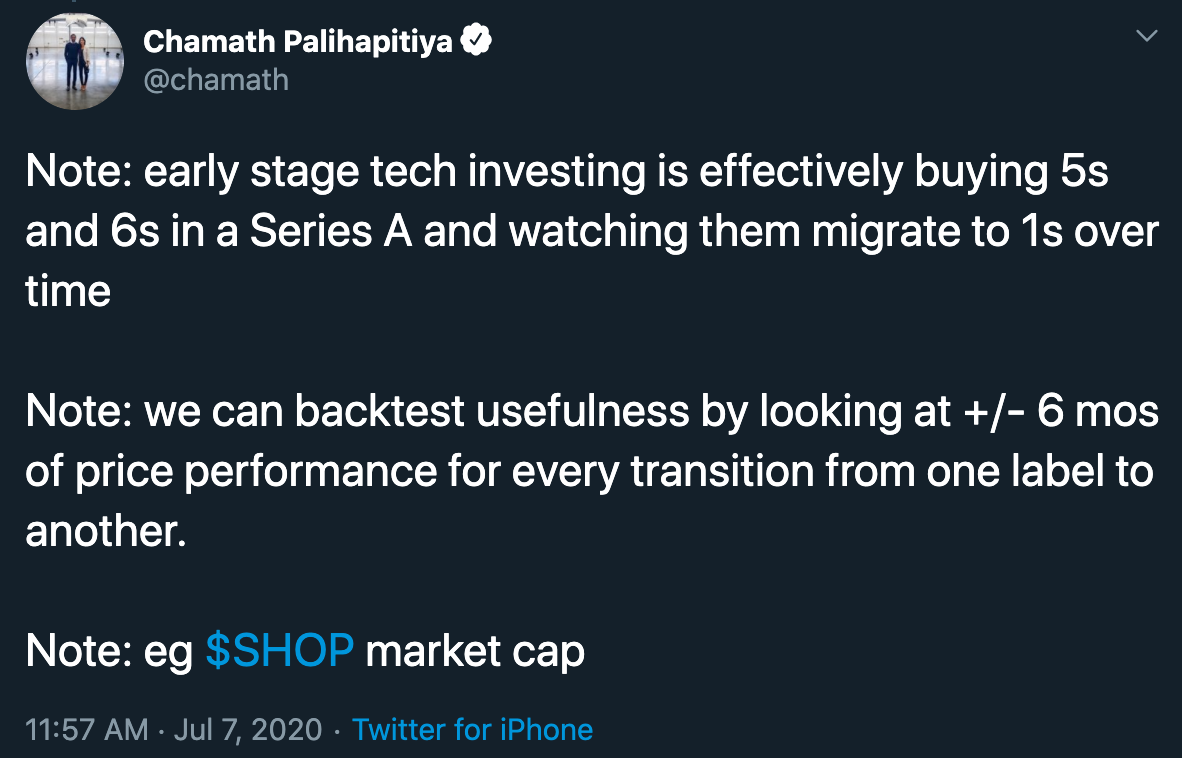 Chamath Palihapitiya
@chamath
Note: early stage tech investing is effectively buying 5s
and 6s in a Series A and watching them migrate to 1s over
time
Note: we can backtest usefulness by looking at +/- 6 mos
of price performance for every transition from one label to
another.
Note: eg $SHOP market cap
11:57 AM · Jul 7, 2020 · Twitter for iPhone